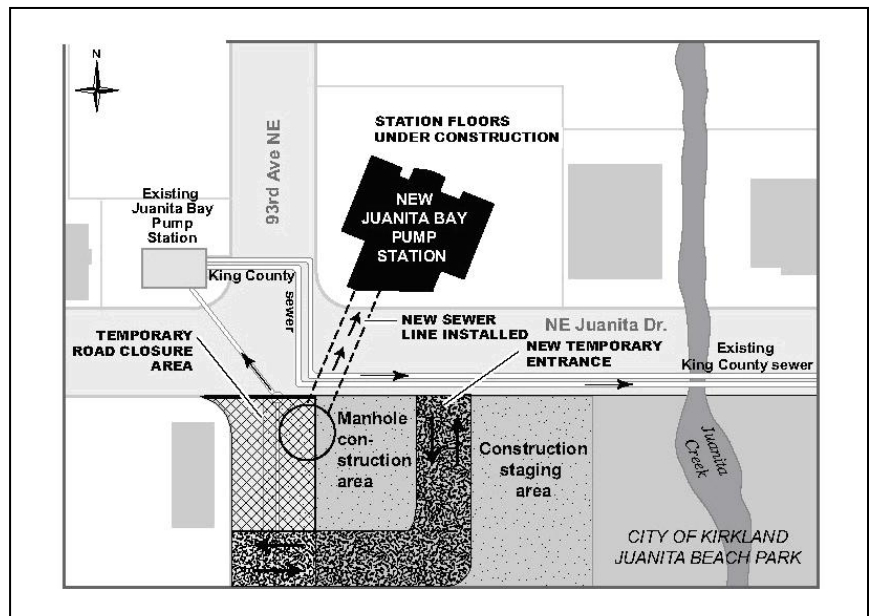 N
STATION FLOORS
UNDER CONSTRUCTION
93rd Ave NE
Existing
Juanita Bay
Pump
Station
NEW
JUANITA BAY
PUMP
STATION
King County
sewer
TEMPORARY
ROAD CLOSURE
AREA
NEW SEWER
LINE INSTALLED
NE Juanita Dr.
NEW TEMPORARY
ENTRANCE
Existing
King County sewer
Manhole
con-
struction
area
Construction
staging
area
Juanita
Creek
CITY OF KIRKLAND
JUANITA BEACH PARK